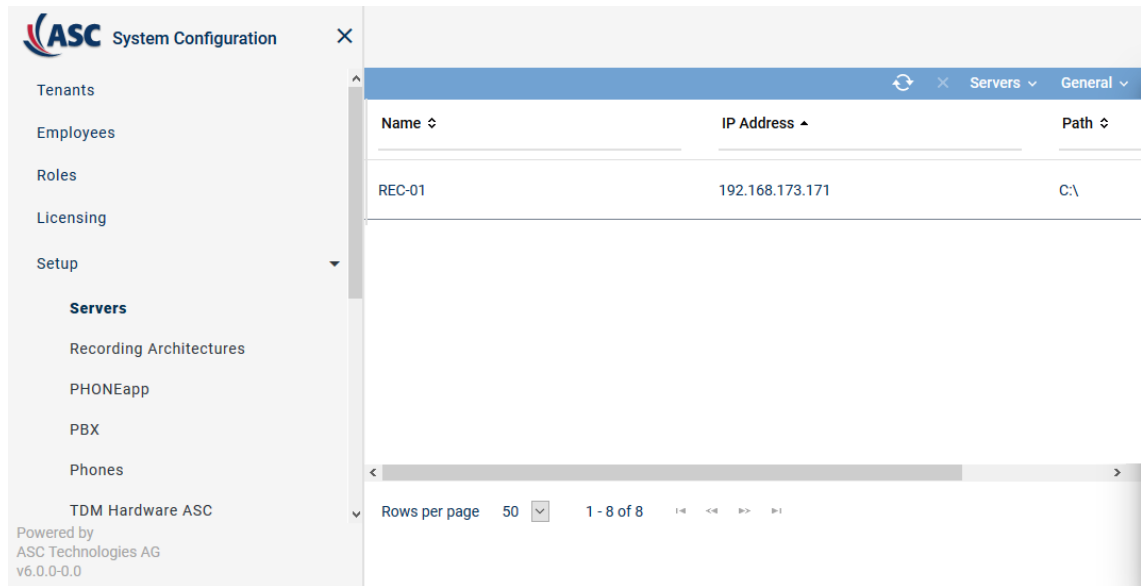 ASC System Configuration
Tenants
Employees
Roles
Licensing
Setup
Servers
Recording Architectures
PHONEapp
PBX
Phones
TDM Hardware ASC
Powered by
ASC Technologies AG
v6.0.0-0.0
Servers General
Name IP Address Path
REC-01 192.168.173.171 C:\
Rows per page 50 1 - 8 of 8